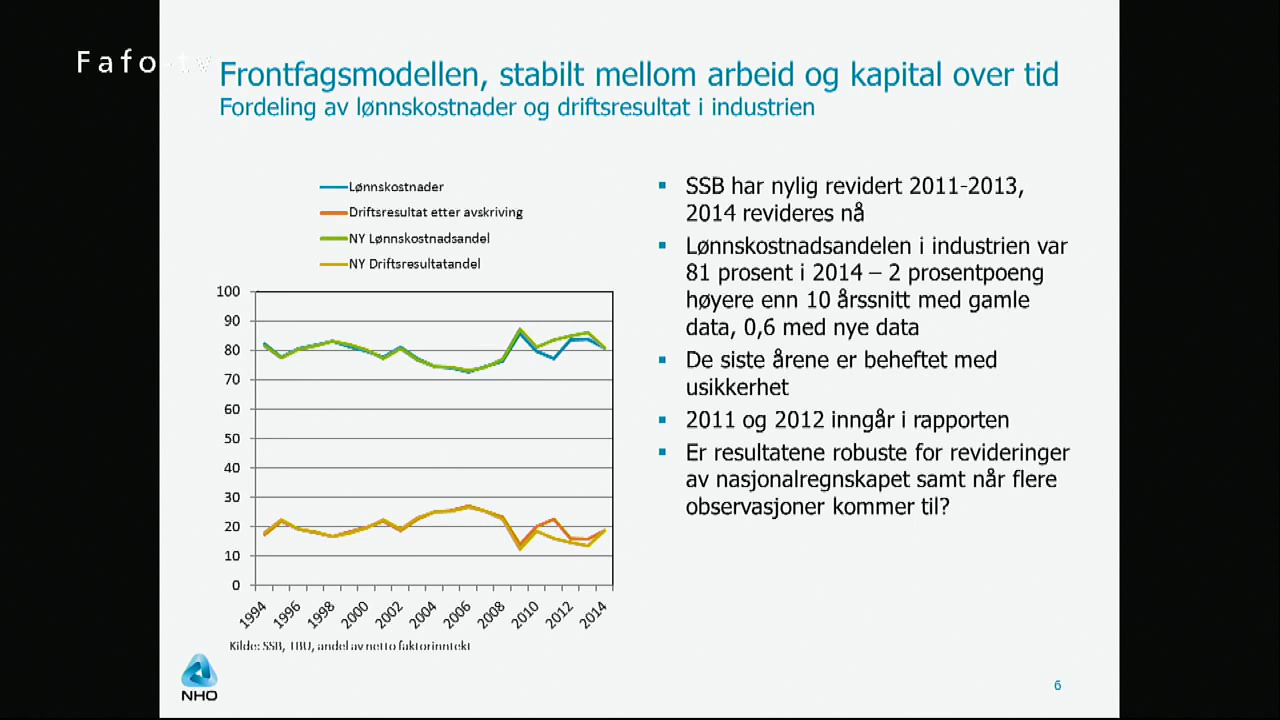 Fafo-tv
Frontfagsmodellen, stabilt mellom arbeid og kapital over tid
Fordeling av lønnskostnader og driftsresultat i industrien
Lønnskostnader
Driftsresultat etter avskriving
NY Lønnskostnadsandel
NY Driftsresultatandel
100
90
80
70
60
50
40
30
20
10
0
1994 1996 1998 2000 2002 2004 2006 2008 2010 2012 2014
Kilde: SSB, TBU, andel av netto faktorinntekt
SSB har nylig revidert 2011-2013,
2014 revideres nå
Lønnskostnadsandelen i industrien var
81 prosent i 2014 – 2 prosentpoeng
høyere enn 10 årssnitt med gamle
data, 0,6 med nye data
De siste årene er beheftet med
usikkerhet
2011 og 2012 inngår i rapporten
Er resultatene robuste for revideringer
av nasjonalregnskapet samt når flere
observasjoner kommer til?
NHO
6